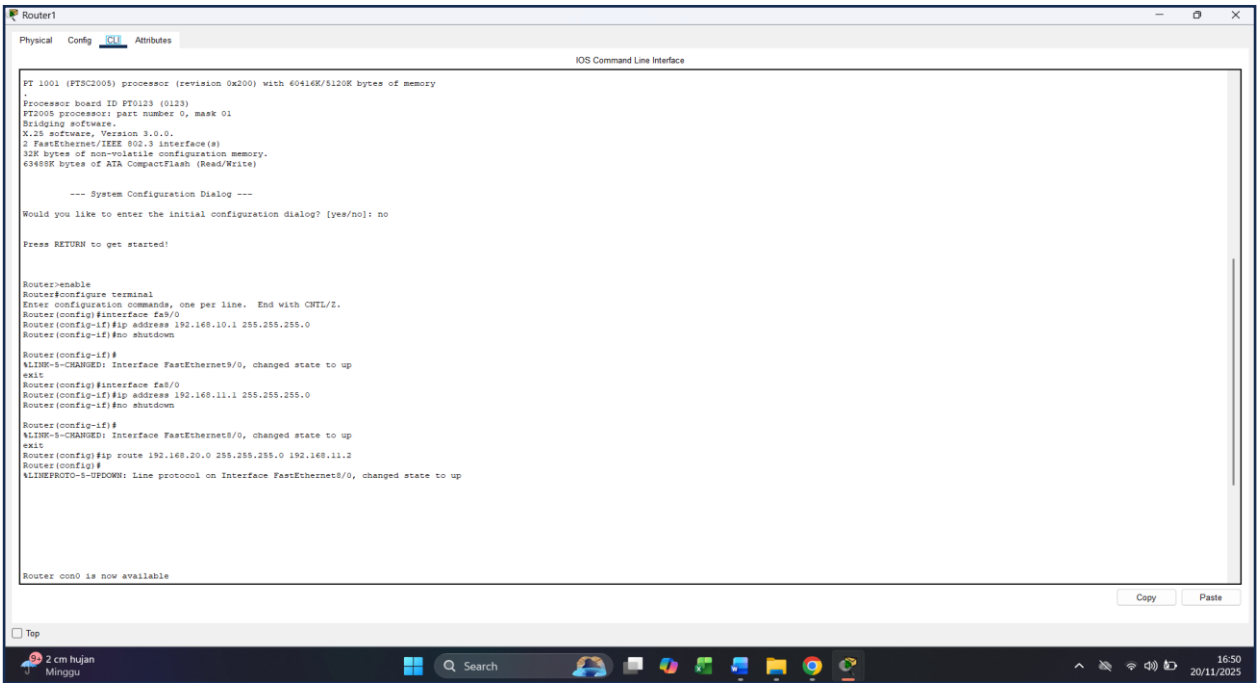 Router1
Physical Config CLI Attributes
IOS Command Line Interface
PT 1001 (PTSC2005) processor (revision 0x200) with 60416K/5120K bytes of memory
.
Processor board ID PT0123 (0123)
PT2005 processor: part number 0, mask 01
Bridging software.
X.25 software, Version 3.0.0.
2 FastEthernet/IEEE 802.3 interface(s)
32K bytes of non-volatile configuration memory.
63488K bytes of ATA CompactFlash (Read/Write)
--- System Configuration Dialog ---
Would you like to enter the initial configuration dialog? [yes/no]: no
Press RETURN to get started!
Router>enable
Router#configure terminal
Enter configuration commands, one per line.  End with CNTL/Z.
Router(config)#interface fa9/0
Router(config-if)#ip address 192.168.10.1 255.255.255.0
Router(config-if)#no shutdown
Router(config-if)#
%LINK-5-CHANGED: Interface FastEthernet9/0, changed state to up
exit
Router(config)#interface fa8/0
Router(config-if)#ip address 192.168.11.1 255.255.255.0
Router(config-if)#no shutdown
Router(config-if)#
%LINK-5-CHANGED: Interface FastEthernet8/0, changed state to up
exit
Router(config)#ip route 192.168.20.0 255.255.255.0 192.168.11.2
Router(config)#
%LINEPROTO-5-UPDOWN: Line protocol on Interface FastEthernet8/0, changed state to up
Router con0 is now available
Copy Paste
Top
9+ 2 cm hujan
Minggu
Search
16:50
20/11/2025